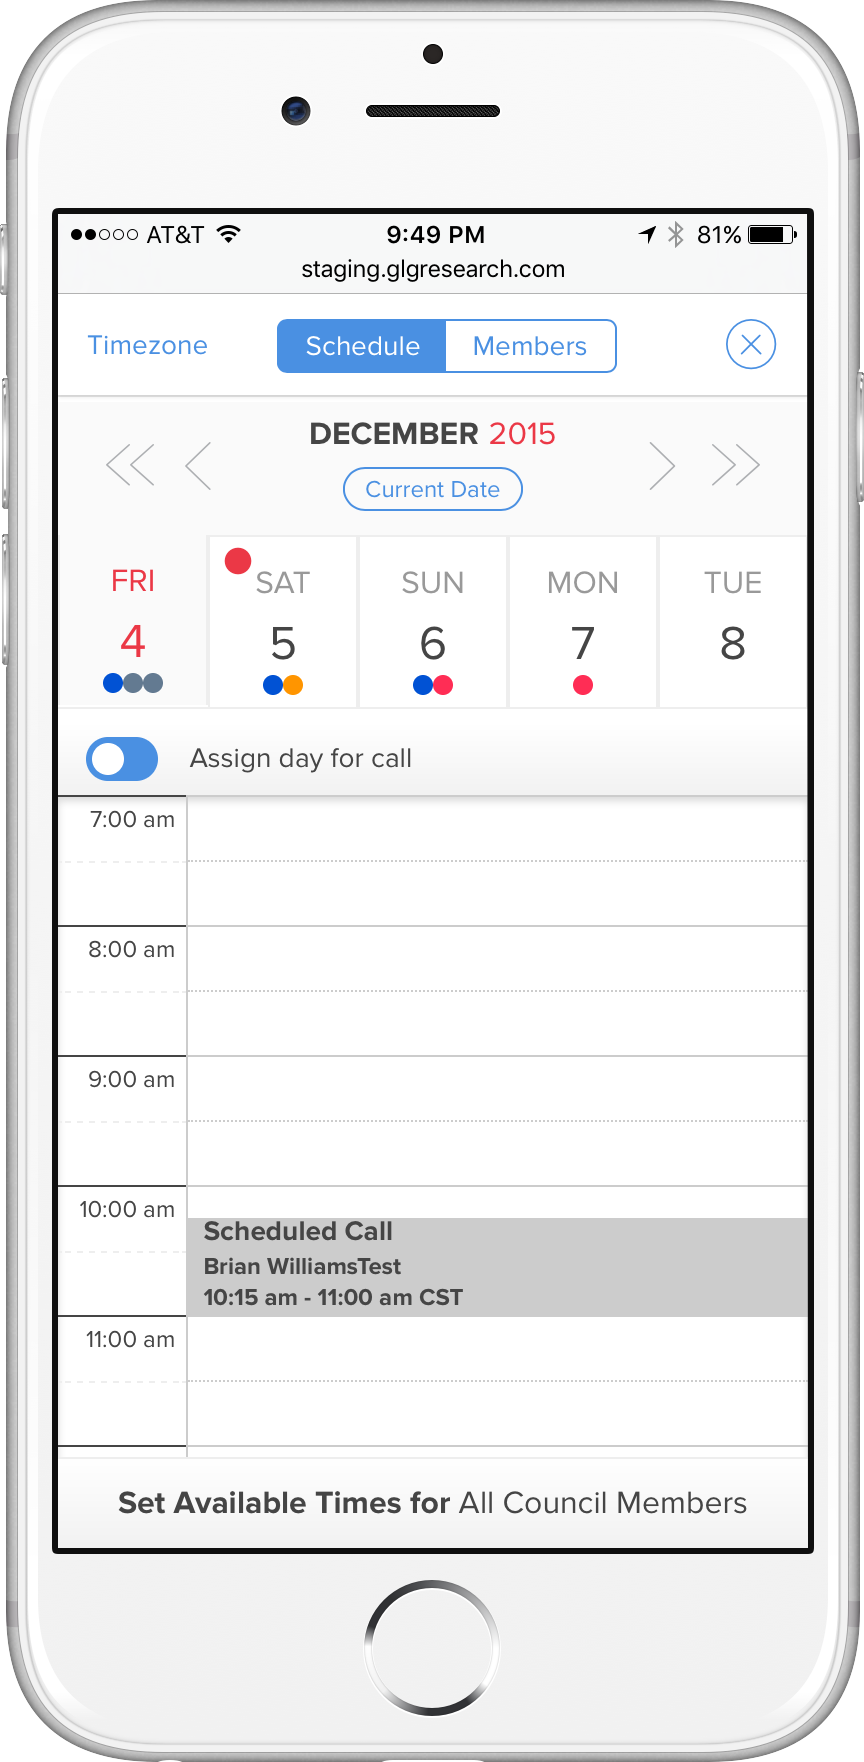 AT&T 9:49 PM 81%
staging.glgresearch.com
Timezone Schedule Members
DECEMBER 2015
Current Date
FRI SAT SUN MON TUE
4 5 6 7 8
Assign day for call
7:00 am
8:00 am
9:00 am
10:00 am
Scheduled Call
Brian WilliamsTest
10:15 am - 11:00 am CST
11:00 am
Set Available Times for All Council Members